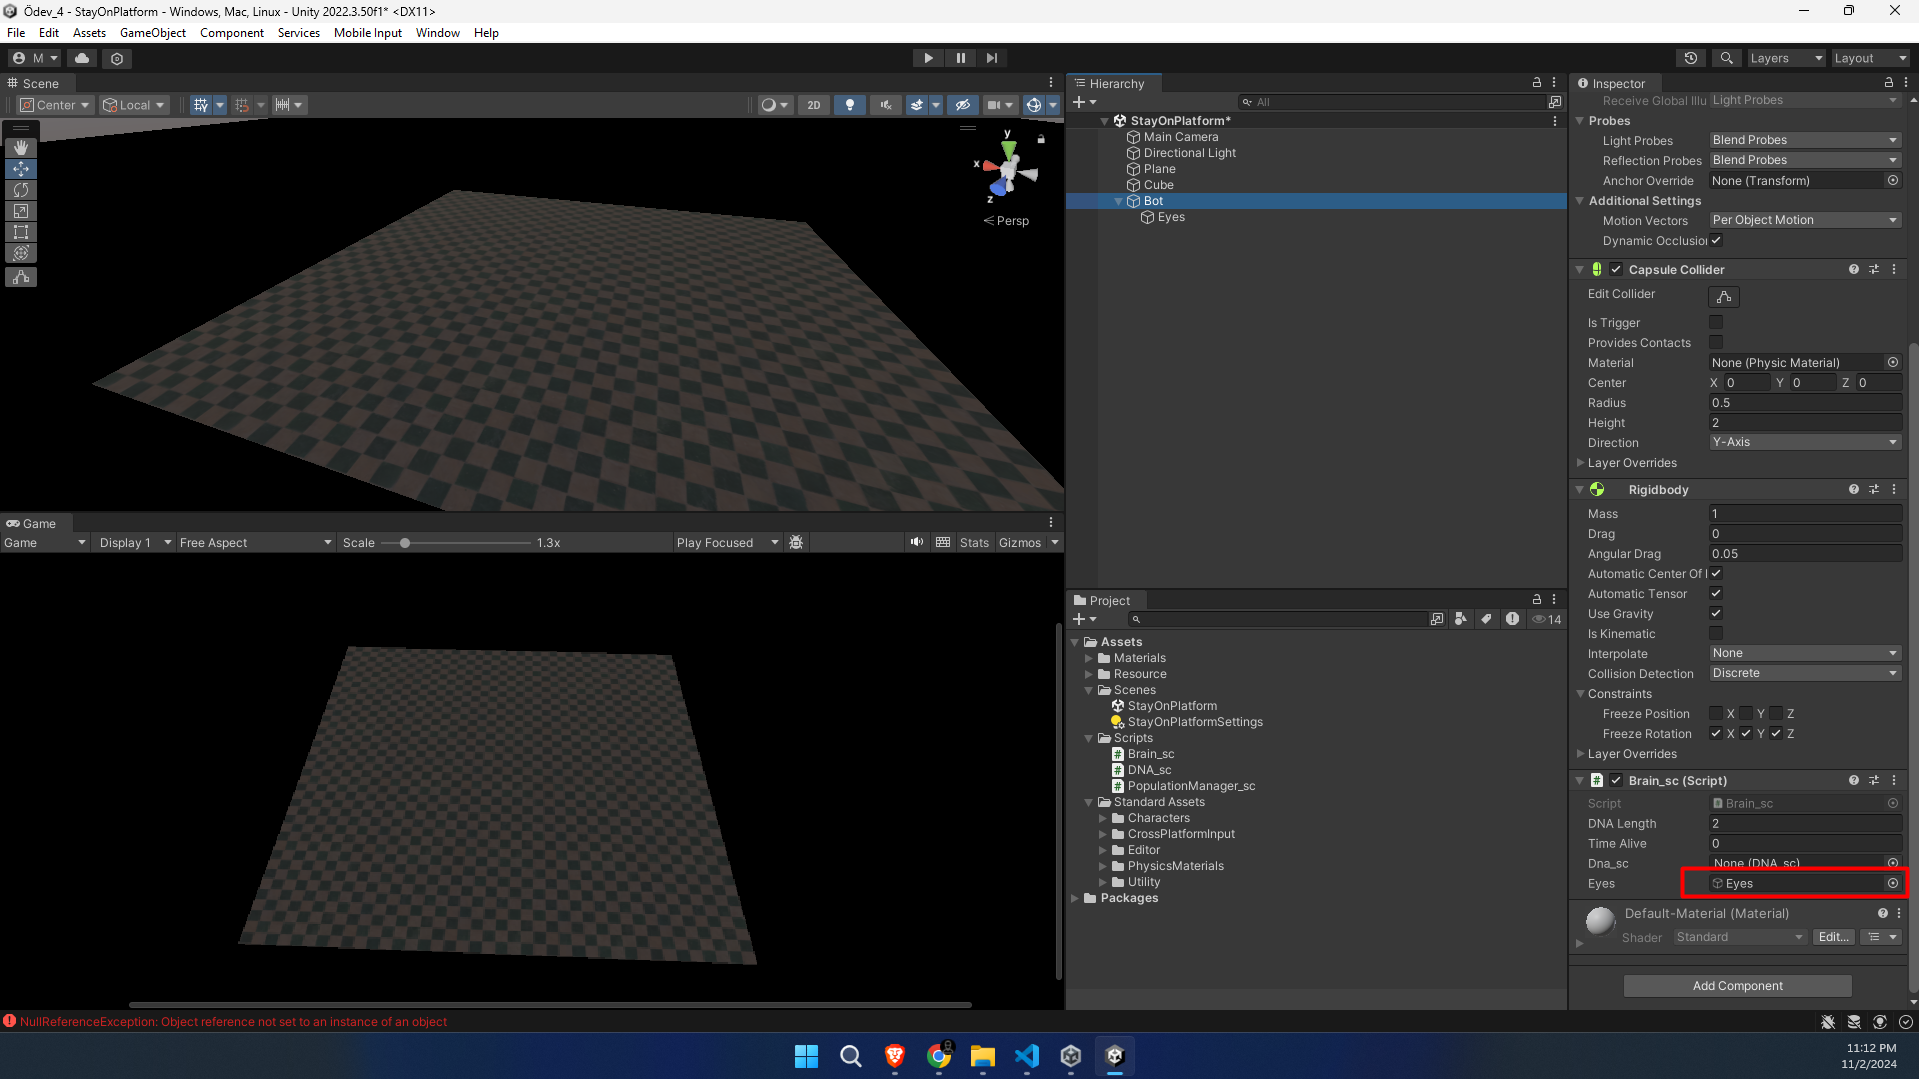 Ödev_4 - StayOnPlatform - Windows, Mac, Linux - Unity 2022.3.50f1* <DX11>
File Edit Assets GameObject Component Services Mobile Input Window Help
M
Layers Layout
Scene
Center Local
2D
y
x
z
Persp
Game
Game Display 1 Free Aspect Scale 1.3x Play Focused Stats Gizmos
Hierarchy
All
StayOnPlatform*
Main Camera
Directional Light
Plane
Cube
Bot
Eyes
Project
14
Assets
Materials
Resource
Scenes
StayOnPlatform
StayOnPlatformSettings
Scripts
Brain_sc
DNA_sc
PopulationManager_sc
Standard Assets
Characters
CrossPlatformInput
Editor
PhysicsMaterials
Utility
Packages
Inspector
Receive Global Illu Light Probes
Probes
Light Probes Blend Probes
Reflection Probes Blend Probes
Anchor Override None (Transform)
Additional Settings
Motion Vectors Per Object Motion
Dynamic Occlusion
Capsule Collider
Edit Collider
Is Trigger
Provides Contacts
Material None (Physic Material)
Center X 0 Y 0 Z 0
Radius 0.5
Height 2
Direction Y-Axis
Layer Overrides
Rigidbody
Mass 1
Drag 0
Angular Drag 0.05
Automatic Center Of
Automatic Tensor
Use Gravity
Is Kinematic
Interpolate None
Collision Detection Discrete
Constraints
Freeze Position X Y Z
Freeze Rotation X Y Z
Layer Overrides
Brain_sc (Script)
Script Brain_sc
DNA Length 2
Time Alive 0
Dna_sc None (DNA_sc)
Eyes Eyes
Default-Material (Material)
Shader Standard Edit...
Add Component
NullReferenceException: Object reference not set to an instance of an object
11:12 PM
11/2/2024